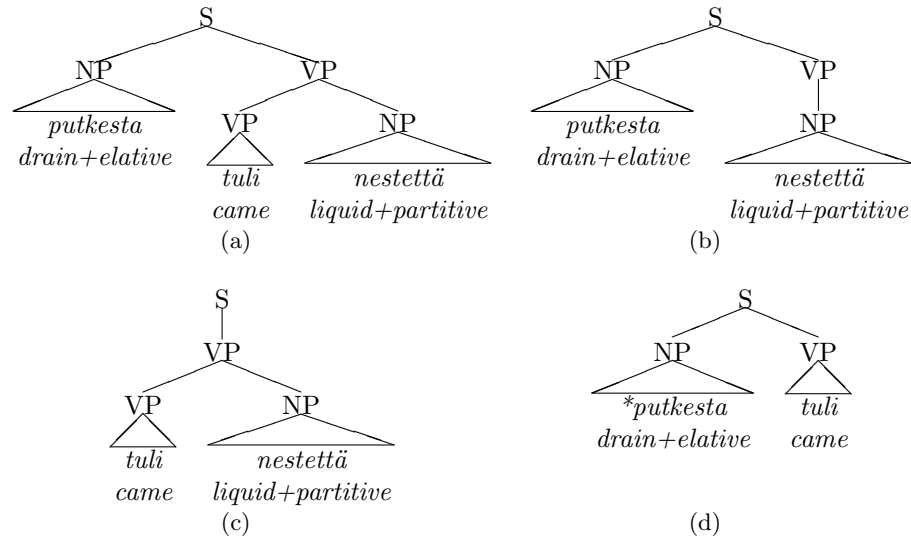 S
NP VP
putkesta
drain+elative
VP NP
tuli nestettä
came liquid+partitive
(a)
S
NP VP
putkesta
drain+elative
NP
nestettä
liquid+partitive
(b)
S
VP
VP NP
tuli nestettä
came liquid+partitive
(c)
S
NP VP
*putkesta tuli
drain+elative came
(d)